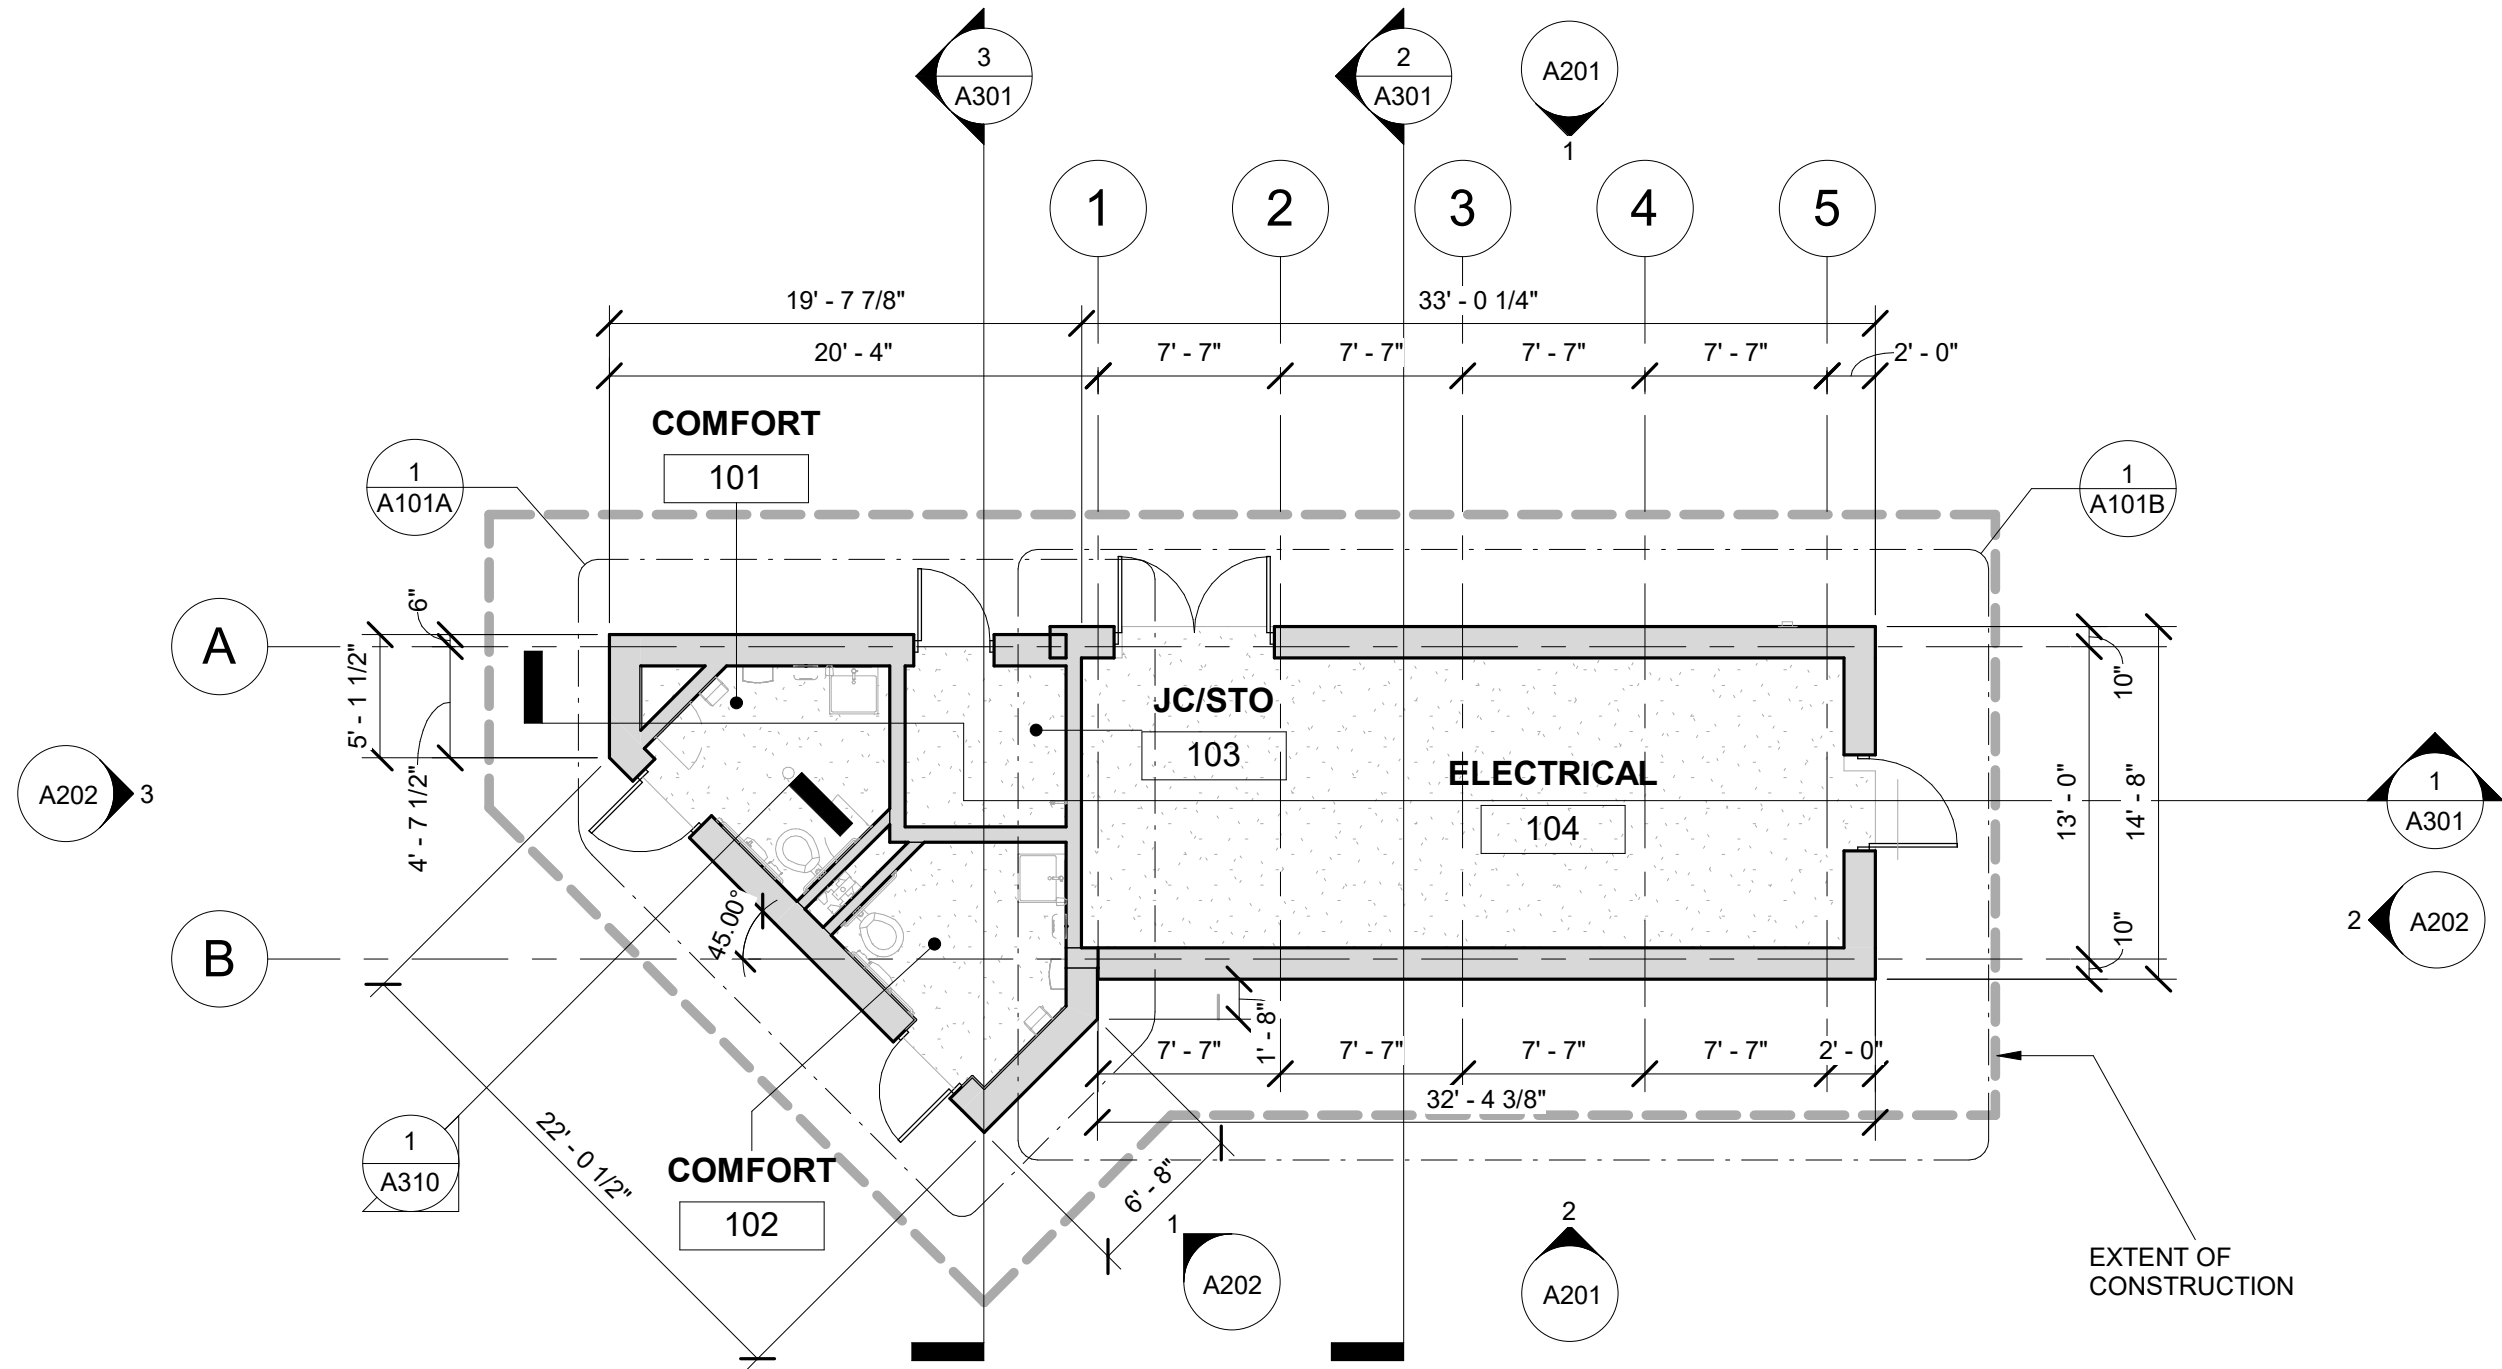 3
A301
2
A301
A201
1
1
2
3
4
5
19' - 7 7/8"
33' - 0 1/4"
20' - 4"
7' - 7"
7' - 7"
7' - 7"
7' - 7"
2' - 0"
COMFORT
101
1
A101A
1
A101B
6"
A
5' - 1 1/2"
4' - 7 1/2"
10"
JC/STO
103
ELECTRICAL
104
A202
3
13' - 0"
14' - 8"
1
A301
45.00°
B
10"
2
A202
1' - 8"
7' - 7"
7' - 7"
7' - 7"
7' - 7"
2' - 0"
32' - 4 3/8"
22' - 0 1/2"
1
A310
COMFORT
102
6' - 8"
1
A202
2
A201
EXTENT OF
CONSTRUCTION